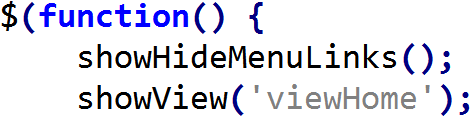 $(function() {
    showHideMenuLinks();
    showView('viewHome');